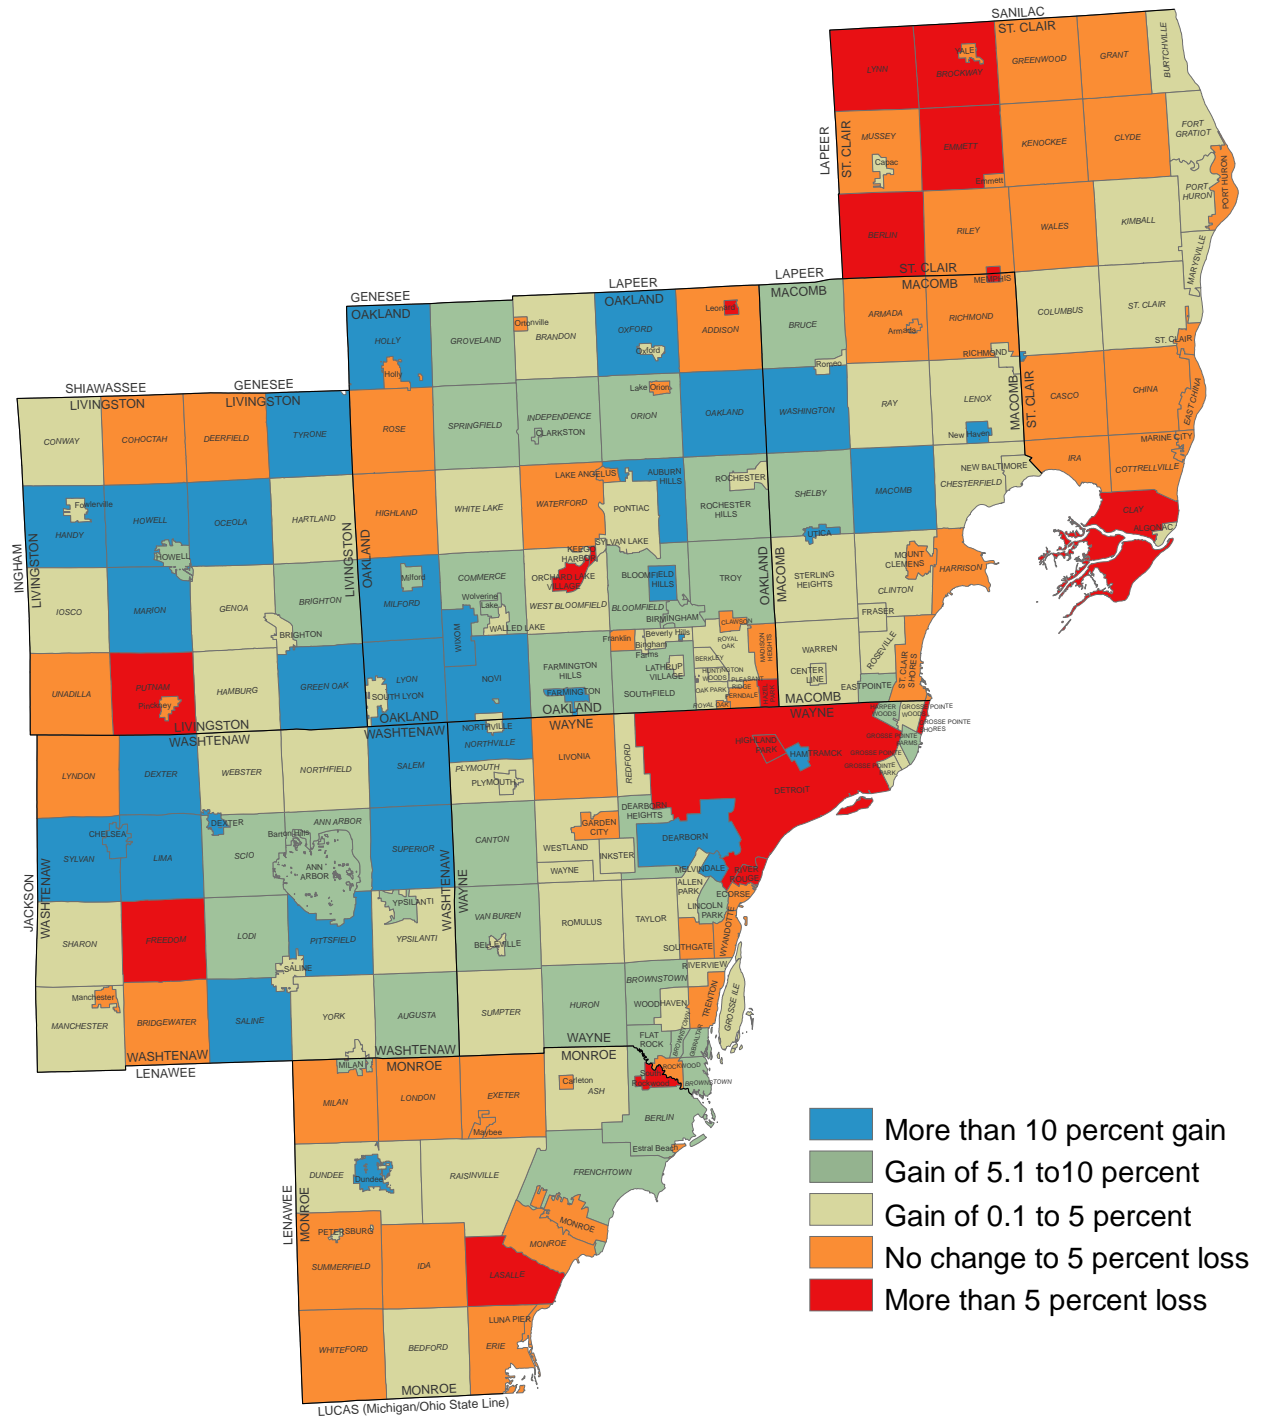 SANILAC
ST. CLAIR
BURTCHVILLE
LYNN
YALE
BROCKWAY
GREENWOOD
GRANT
LAPEER
ST. CLAIR
MUSSEY
Capac
EMMETT
Emmett
KENOCKEE
CLYDE
FORT
GRATIOT
PORT HURON
PORT
HURON
BERLIN
RILEY
WALES
KIMBALL
MARYSVILLE
ST. CLAIR
MACOMB
MEMPHIS
LAPEER
MACOMB
LAPEER
OAKLAND
GENESEE
OAKLAND
HOLLY
Holly
GROVELAND
Ortonville
BRANDON
OXFORD
Oxford
Leonard
ADDISON
BRUCE
Romeo
ARMADA
Armada
RICHMOND
RICHMOND
COLUMBUS
ST. CLAIR
ST. CLAIR
SHIAWASSEE
LIVINGSTON
GENESEE
LIVINGSTON
CONWAY
COHOCTAH
DEERFIELD
TYRONE
ROSE
SPRINGFIELD
INDEPENDENCE
CLARKSTON
Lake Orion
ORION
OAKLAND
WASHINGTON
RAY
LENOX
New Haven
MACOMB
ST. CLAIR
CASCO
CHINA
EAST CHINA
MARINE CITY
IRA
COTTRELLVILLE
Fowlerville
HANDY
HOWELL
HOWELL
OCEOLA
HARTLAND
LIVINGSTON
OAKLAND
HIGHLAND
WHITE LAKE
LAKE ANGELUS
WATERFORD
PONTIAC
SYLVAN LAKE
AUBURN
HILLS
ROCHESTER
ROCHESTER
HILLS
SHELBY
UTICA
MACOMB
NEW BALTIMORE
CHESTERFIELD
CLAY
ALGONAC
INGHAM
LIVINGSTON
IOSCO
MARION
GENOA
BRIGHTON
BRIGHTON
Milford
MILFORD
COMMERCE
Wolverine
Lake
WALLED LAKE
KEEGO
HARBOR
ORCHARD LAKE
VILLAGE
WEST BLOOMFIELD
BLOOMFIELD
HILLS
BLOOMFIELD
BIRMINGHAM
TROY
OAKLAND
MACOMB
STERLING
HEIGHTS
MOUNT
CLEMENS
CLINTON
HARRISON
FRASER
UNADILLA
PUTNAM
Pinckney
HAMBURG
GREEN OAK
LIVINGSTON
LYON
SOUTH LYON
WIXOM
NOVI
OAKLAND
FARMINGTON
HILLS
FARMINGTON
OAKLAND
Franklin
Bingham
Farms
Beverly Hills
LATHRUP
VILLAGE
SOUTHFIELD
ROYAL
OAK
CLAWSON
MADISON
HEIGHTS
BERKLEY
HUNTINGTON
WOODS
PLEASANT
RIDGE
OAK PARK
FERNDALE
HAZEL
PARK
ROYAL OAK
WARREN
CENTER
LINE
MACOMB
ROSEVILLE
ST. CLAIR
SHORES
EASTPOINTE
WASHTENAW
WASHTENAW
WAYNE
WAYNE
LYNDON
DEXTER
WEBSTER
NORTHFIELD
SALEM
NORTHVILLE
NORTHVILLE
PLYMOUTH
PLYMOUTH
LIVONIA
REDFORD
HIGHLAND
PARK
HAMTRAMCK
DETROIT
HARPER
WOODS
GROSSE POINTE
WOODS
GROSSE POINTE
SHORES
GROSSE POINTE
FARMS
GROSSE POINTE
GROSSE POINTE
PARK
CHELSEA
SYLVAN
LIMA
DEXTER
SCIO
Barton Hills
ANN ARBOR
ANN
ARBOR
SUPERIOR
CANTON
GARDEN
CITY
WESTLAND
WAYNE
INKSTER
DEARBORN
HEIGHTS
DEARBORN
MELVINDALE
RIVER
ROUGE
ALLEN
PARK
ECORSE
LINCOLN
PARK
JACKSON
WASHTENAW
SHARON
FREEDOM
LODI
PITTSFIELD
SALINE
YPSILANTI
YPSILANTI
WASHTENAW
WAYNE
VAN BUREN
BELLEVILLE
ROMULUS
TAYLOR
SOUTHGATE
WYANDOTTE
RIVERVIEW
Manchester
MANCHESTER
BRIDGEWATER
SALINE
YORK
MILAN
AUGUSTA
SUMPTER
HURON
BROWNSTOWN
WOODHAVEN
TRENTON
GROSSE ILE
BROWNSTOWN
GIBRALTAR
FLAT
ROCK
ROCKWOOD
BROWNSTOWN
WASHTENAW
LENAWEE
WASHTENAW
MONROE
WAYNE
MONROE
MILAN
LONDON
EXETER
Maybee
Carleton
ASH
South
Rockwood
BERLIN
Estral Beach
DUNDEE
Dundee
RAISINVILLE
FRENCHTOWN
LENAWEE
MONROE
PETERSBURG
SUMMERFIELD
IDA
LASALLE
MONROE
MONROE
LUNA PIER
WHITEFORD
BEDFORD
ERIE
MONROE
LUCAS (Michigan/Ohio State Line)
More than 10 percent gain
Gain of 5.1 to10 percent
Gain of 0.1 to 5 percent
No change to 5 percent loss
More than 5 percent loss